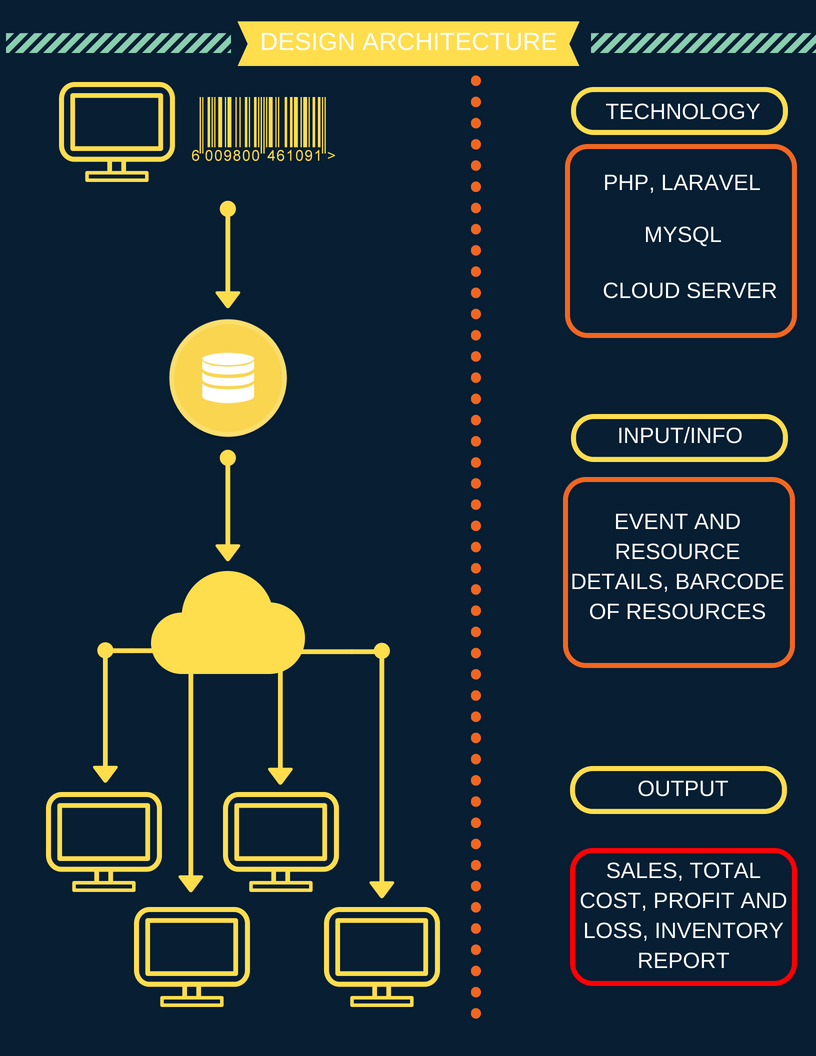 DESIGN ARCHITECTURE
6 009800 461091 >
TECHNOLOGY
PHP, LARAVEL
MYSQL
CLOUD SERVER
INPUT/INFO
EVENT AND
RESOURCE
DETAILS, BARCODE
OF RESOURCES
OUTPUT
SALES, TOTAL
COST, PROFIT AND
LOSS, INVENTORY
REPORT